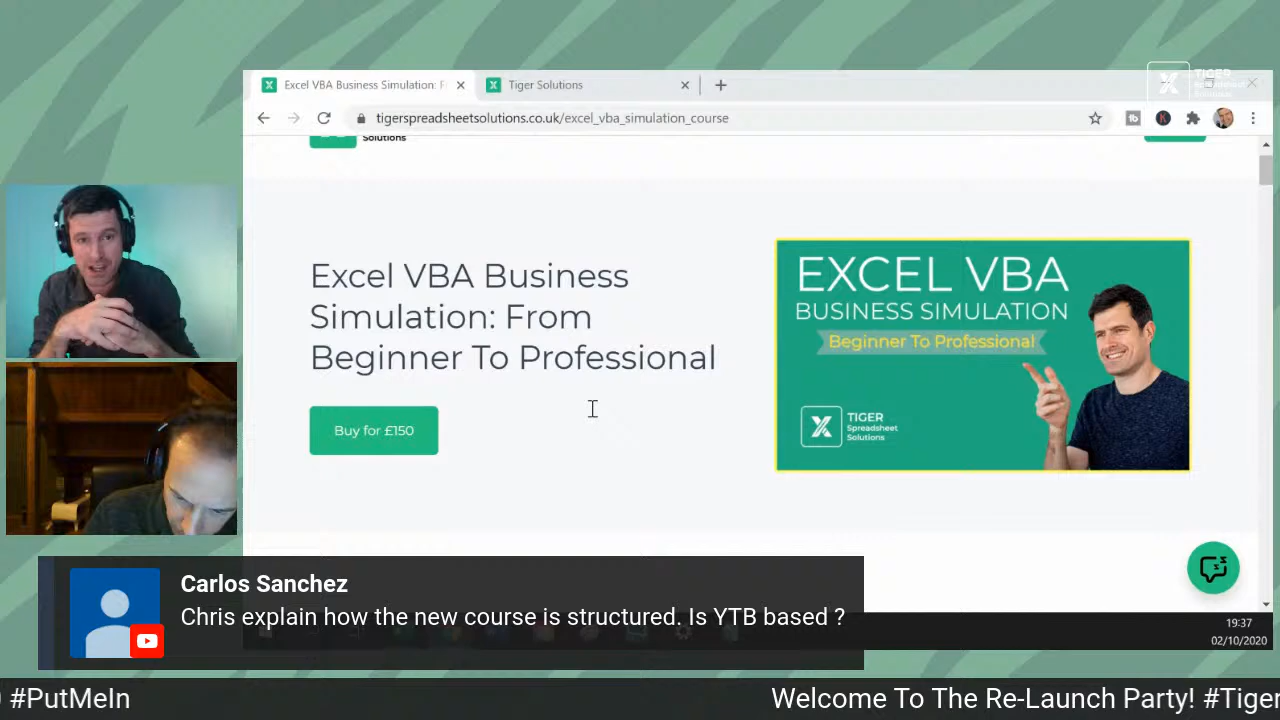 Excel VBA Business Simulation: F
Tiger Solutions
TIGER
Spreadsheet
Solutions
tigerspreadsheetsolutions.co.uk/excel_vba_simulation_course
Solutions
Excel VBA Business
Simulation: From
Beginner To Professional
Buy for £150
EXCEL VBA
BUSINESS SIMULATION
Beginner To Professional
TIGER
Spreadsheet
Solutions
Carlos Sanchez
Chris explain how the new course is structured. Is YTB based ?
19:37
02/10/2020
) #PutMeIn
Welcome To The Re-Launch Party! #Tiger